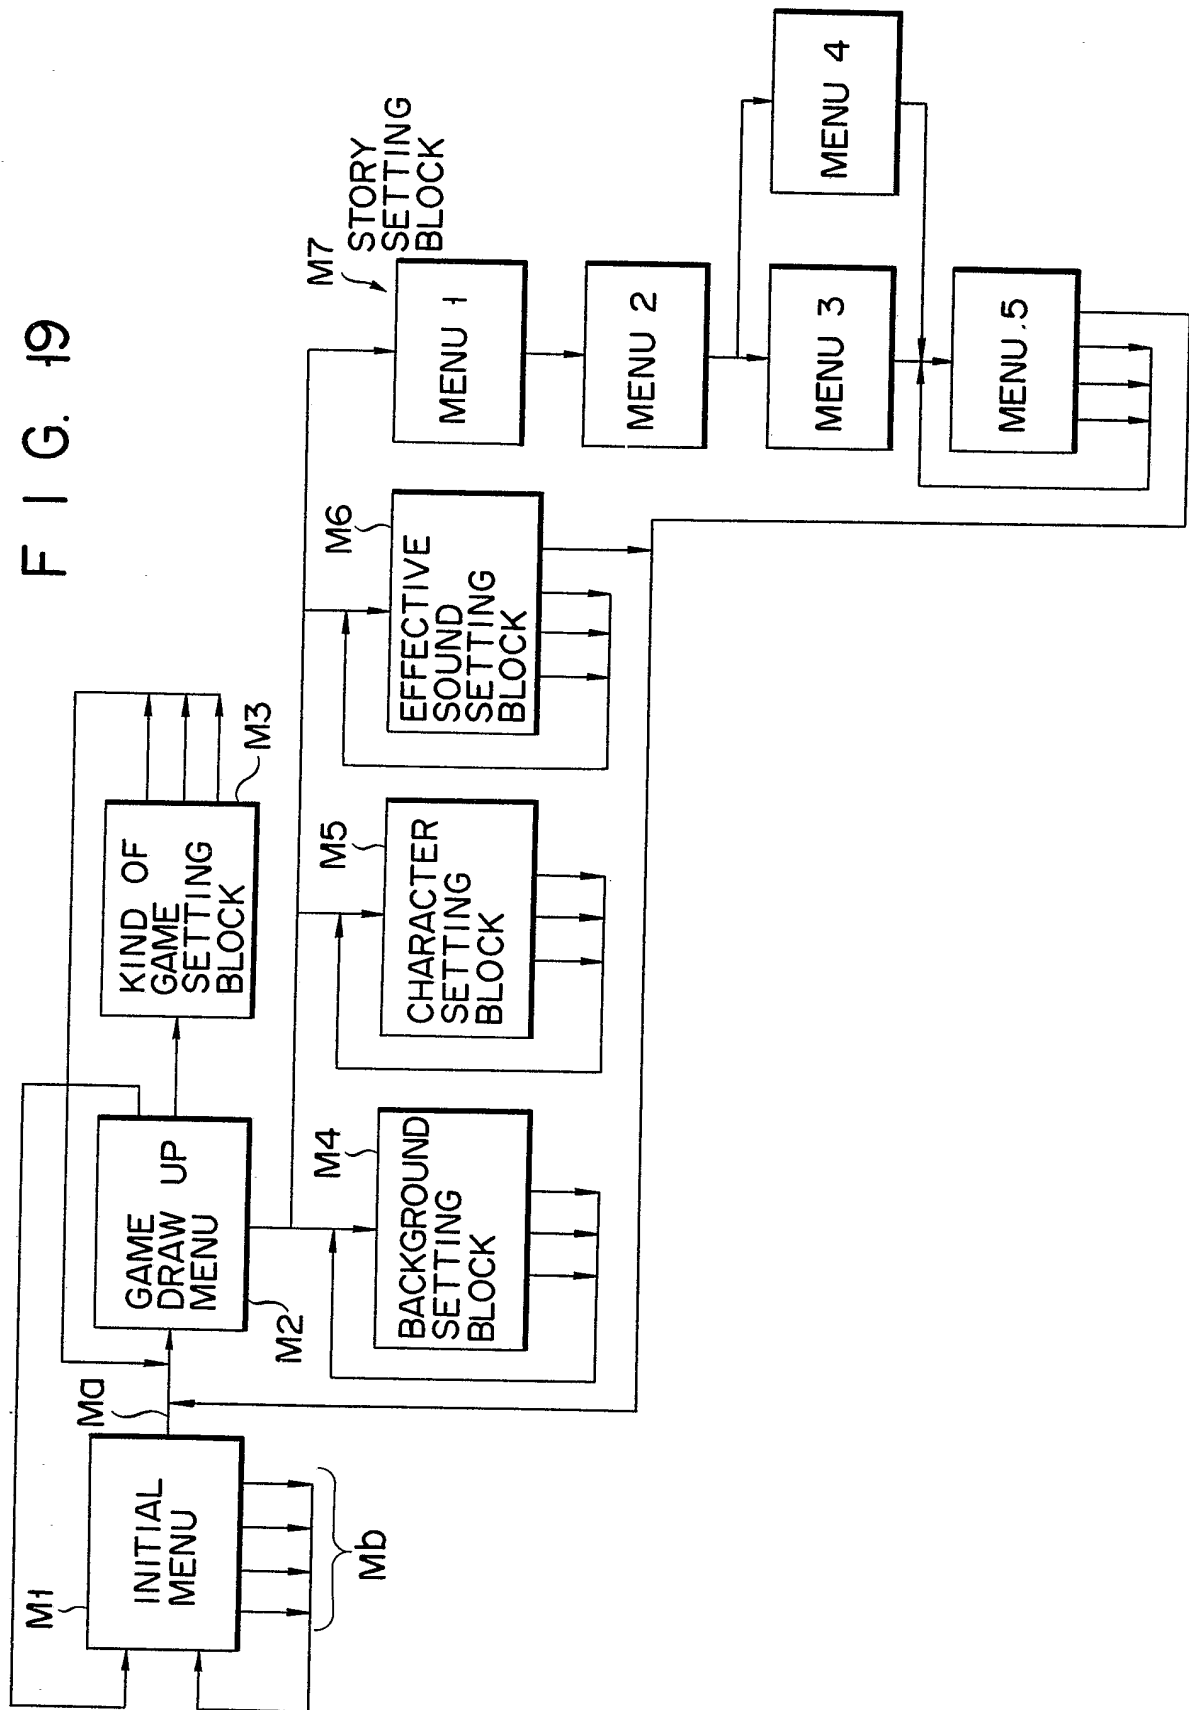 FIG. 19
M1
INITIAL
MENU
Mb
Ma
GAME
DRAW UP
MENU
M2
KIND OF
GAME
SETTING
BLOCK
M3
M4
BACKGROUND
SETTING
BLOCK
M5
CHARACTER
SETTING
BLOCK
M6
EFFECTIVE
SOUND
SETTING
BLOCK
M7
STORY
SETTING
BLOCK
MENU 1
MENU 2
MENU 3
MENU 4
MENU.5